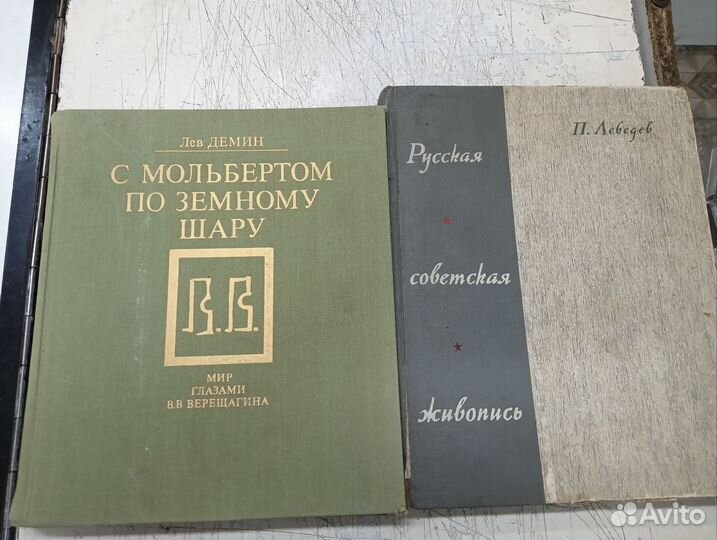 Лев ДЕМИН
С МОЛЬБЕРТОМ
ПО ЗЕМНОМУ
ШАРУ
В.В.
МИР
ГЛАЗАМИ
В.В ВЕРЕЩАГИНА
П. Лебедев
Русская
советская
живопись
Avito